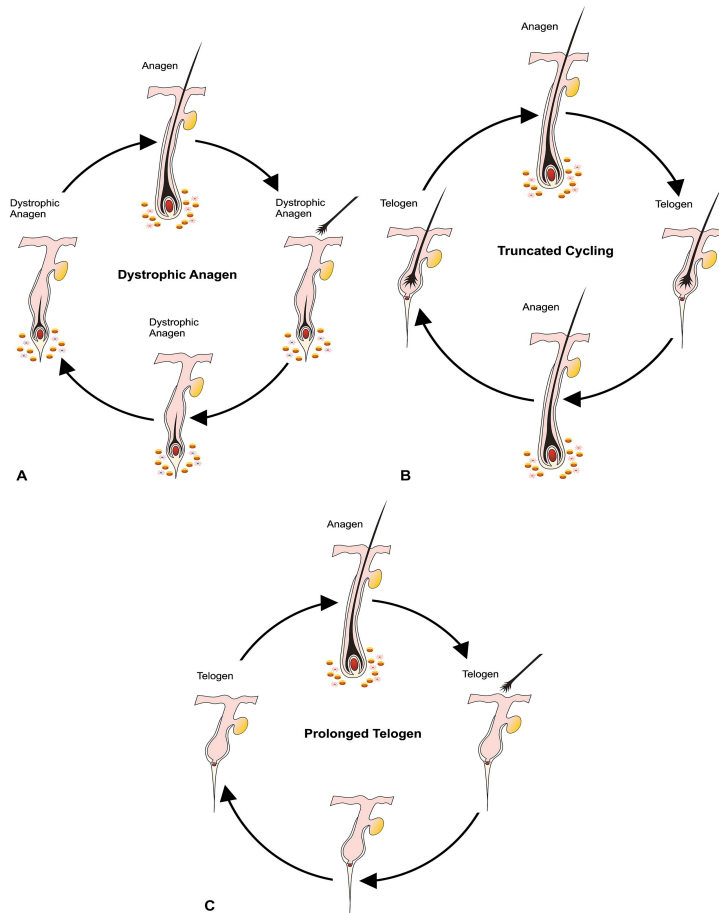 Anagen
Dystrophic
Anagen
Dystrophic
Anagen
Dystrophic Anagen
Dystrophic
Anagen
A
Anagen
Telogen
Telogen
Truncated Cycling
Anagen
B
Anagen
Telogen
Telogen
Prolonged Telogen
C